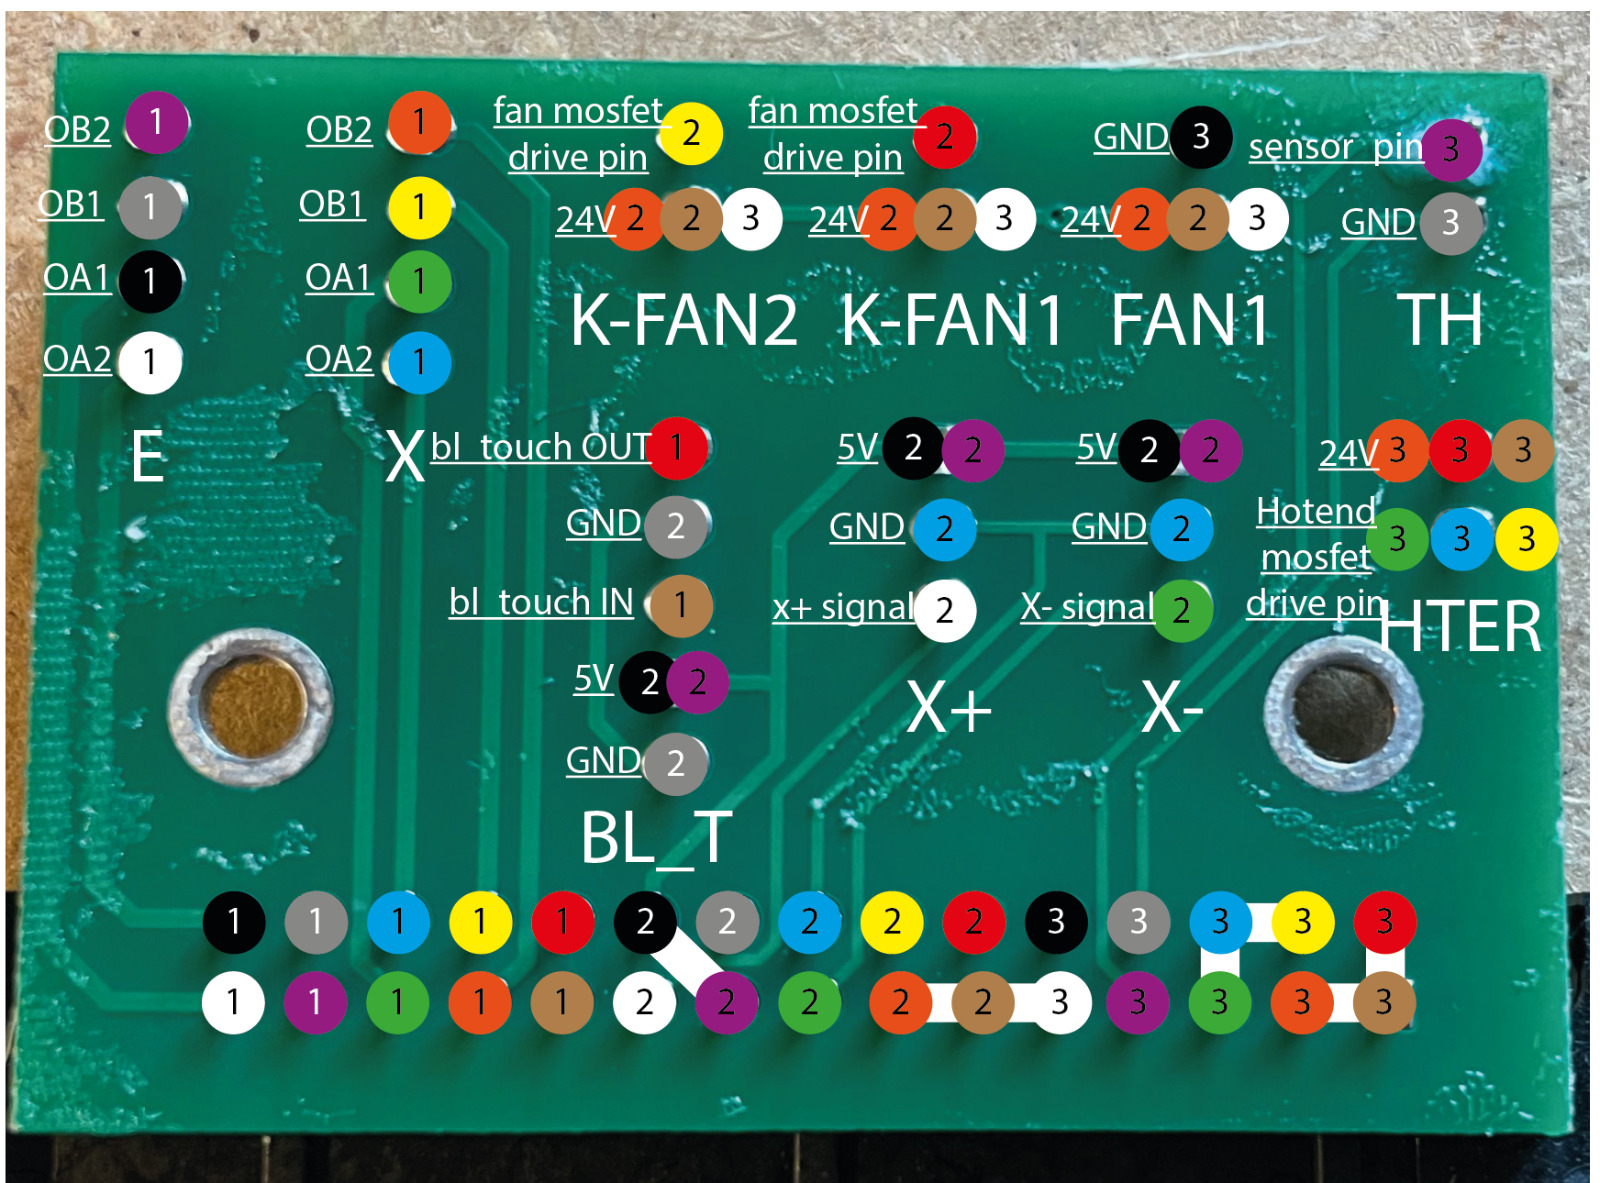 OB2 1
OB2 1
fan mosfet
drive pin 2
fan mosfet
drive pin 2
GND 3
sensor pin 3
OB1 1
OB1 1
24V 2 2 3
24V 2 2 3
24V 2 2 3
GND 3
OA1 1
OA1 1
OA2 1
OA2 1
K-FAN2
K-FAN1
FAN1
TH
E
X
bl touch OUT 1
5V 2 2
5V 2 2
24V 3 3 3
GND 2
GND 2
GND 2
Hotend
mosfet
drive pin
3 3 3
HTER
bl touch IN 1
x+ signal 2
X- signal 2
5V 2 2
X+
X-
GND 2
BL_T
1 1 1 1 1 2 2 2 2 2 3 3 3 3 3
1 1 1 1 1 2 2 2 2 2 3 3 3 3 3